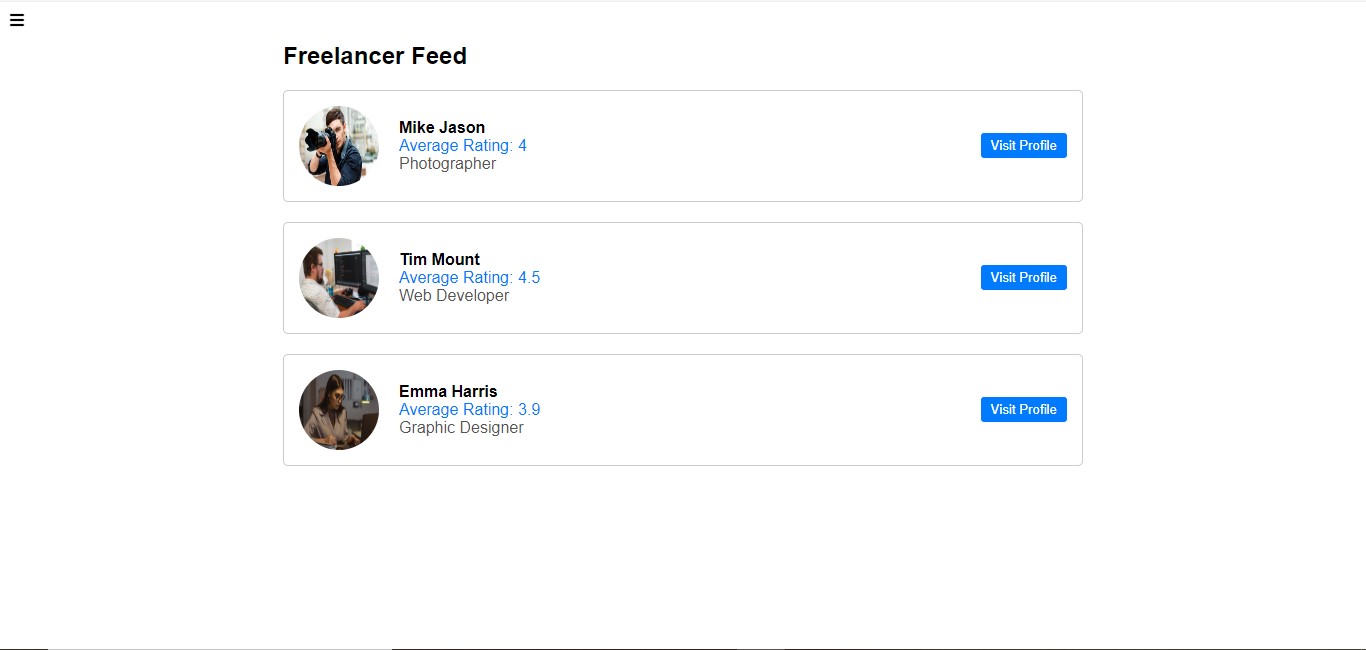 Freelancer Feed
Mike Jason
Average Rating: 4
Photographer
Visit Profile
Tim Mount
Average Rating: 4.5
Web Developer
Visit Profile
Emma Harris
Average Rating: 3.9
Graphic Designer
Visit Profile